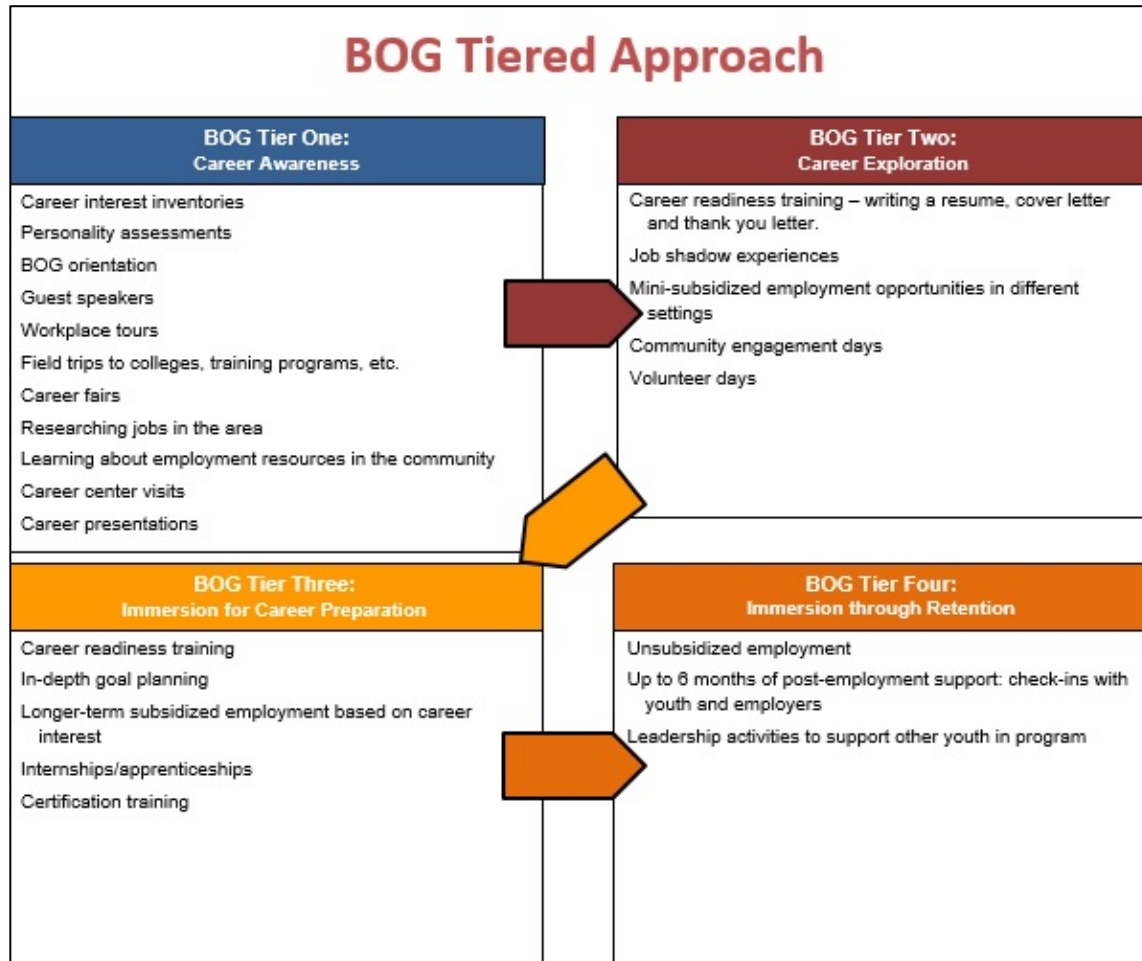 BOG Tiered Approach
BOG Tier One:
Career Awareness
Career interest inventories
Personality assessments
BOG orientation
Guest speakers
Workplace tours
Field trips to colleges, training programs, etc.
Career fairs
Researching jobs in the area
Learning about employment resources in the community
Career center visits
Career presentations
BOG Tier Two:
Career Exploration
Career readiness training – writing a resume, cover letter
and thank you letter.
Job shadow experiences
Mini-subsidized employment opportunities in different
settings
Community engagement days
Volunteer days
BOG Tier Three:
Immersion for Career Preparation
Career readiness training
In-depth goal planning
Longer-term subsidized employment based on career
interest
Internships/apprenticeships
Certification training
BOG Tier Four:
Immersion through Retention
Unsubsidized employment
Up to 6 months of post-employment support: check-ins with
youth and employers
Leadership activities to support other youth in program